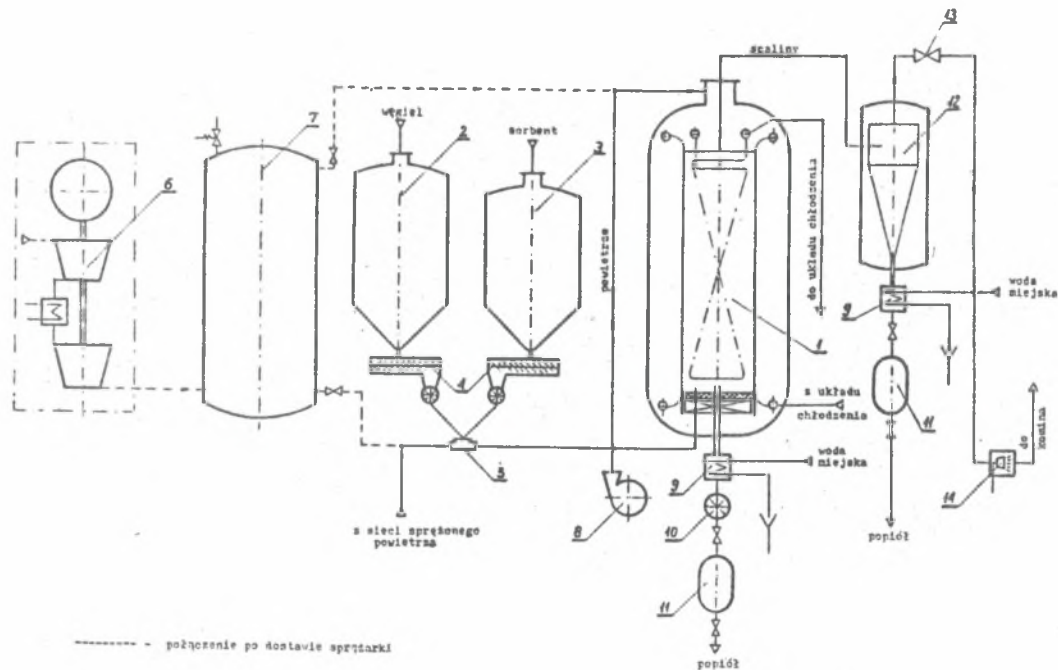 13
spaliny
12
7
węgiel
2
sorbent
3
6
powietrze
do układu chłodzenia
woda
miejska
9
1
4
z układu
chłodzenia
11
do
komina
5
woda
miejska
9
14
z sieci sprężonego
powietrza
8
10
popiół
11
połączenie po dostawie sprężarki
popiół